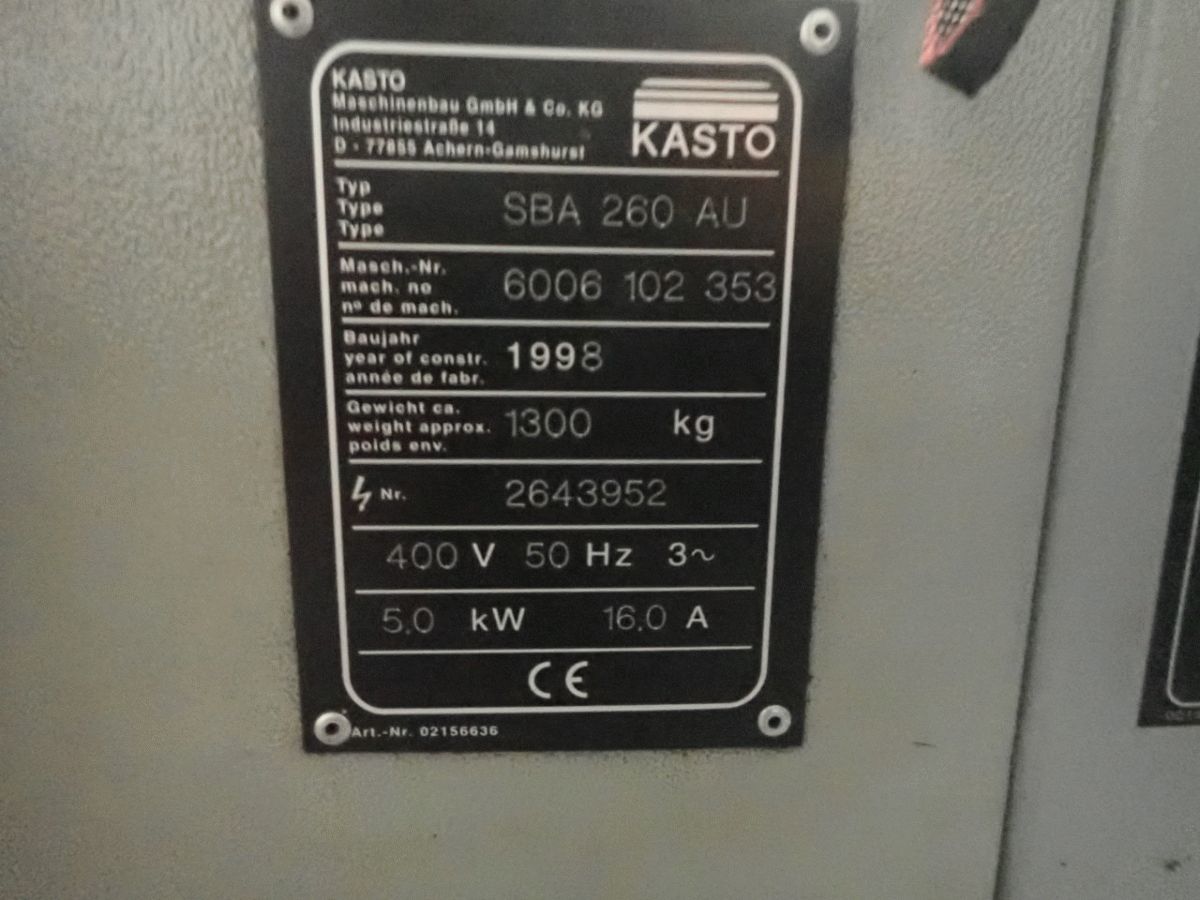 KASTO
Maschinenbau GmbH & Co. KG
Industriestraße 14
D - 77855 Achern-Gamshurst
KASTO
Typ
Type
Type
SBA 260 AU
Masch.-Nr.
mach. no
nº de mach.
6006 102 353
Baujahr
year of constr.
année de fabr.
1998
Gewicht ca.
weight approx.
poids env.
1300 kg
Nr. 2643952
400 V 50 Hz 3~
5.0 kW 16.0 A
CE
Art.-Nr. 02156636